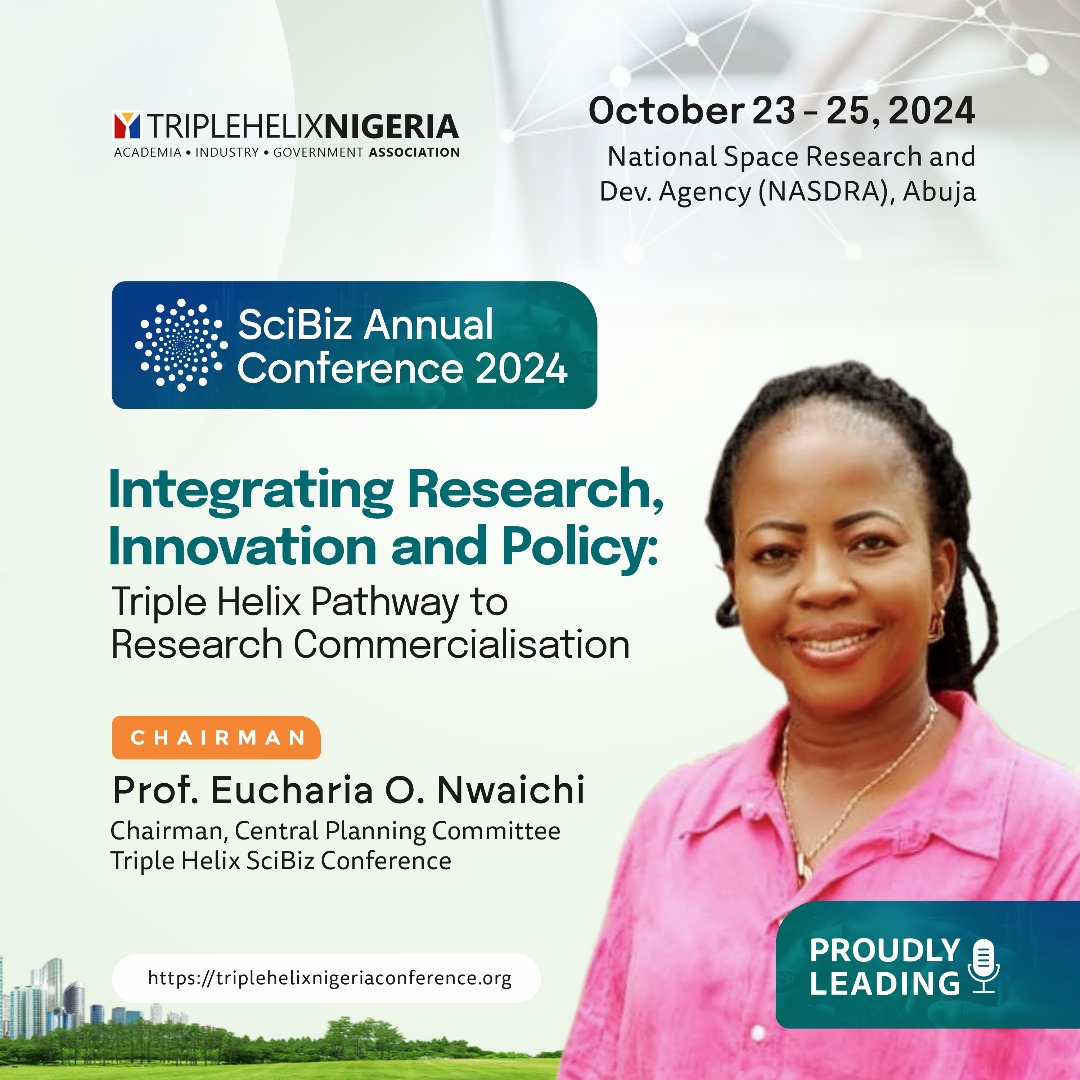 TRIPLEHELIXNIGERIA
ACADEMIA • INDUSTRY • GOVERNMENT ASSOCIATION
October 23 - 25, 2024
National Space Research and
Dev. Agency (NASDRA), Abuja
SciBiz Annual
Conference 2024
Integrating Research,
Innovation and Policy:
Triple Helix Pathway to
Research Commercialisation
CHAIRMAN
Prof. Eucharia O. Nwaichi
Chairman, Central Planning Committee
Triple Helix SciBiz Conference
https://triplehelixnigeriaconference.org
PROUDLY
LEADING